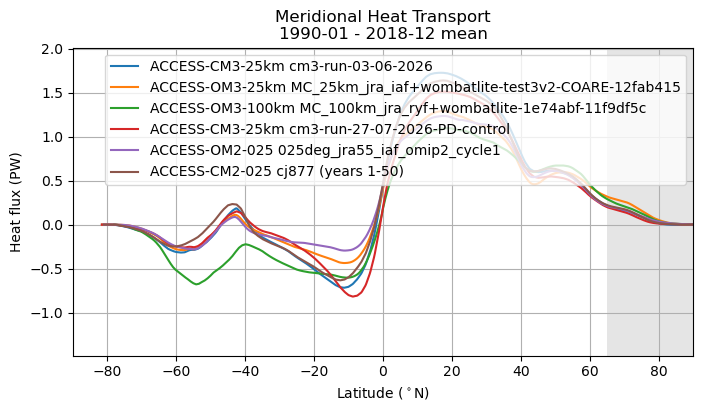 Meridional Heat Transport
1990-01 - 2018-12 mean
ACCESS-CM3-25km cm3-run-03-06-2026
ACCESS-OM3-25km MC_25km_jra_iaf+wombatlite-test3v2-COARE-12fab415
ACCESS-OM3-100km MC_100km_jra_ryf+wombatlite-1e74abf-11f9df5c
ACCESS-CM3-25km cm3-run-27-07-2026-PD-control
ACCESS-OM2-025 025deg_jra55_iaf_omip2_cycle1
ACCESS-CM2-025 cj877 (years 1-50)
Heat flux (PW)
2.0
1.5
1.0
0.5
0.0
−0.5
−1.0
−80 −60 −40 −20 0 20 40 60 80
Latitude (°N)